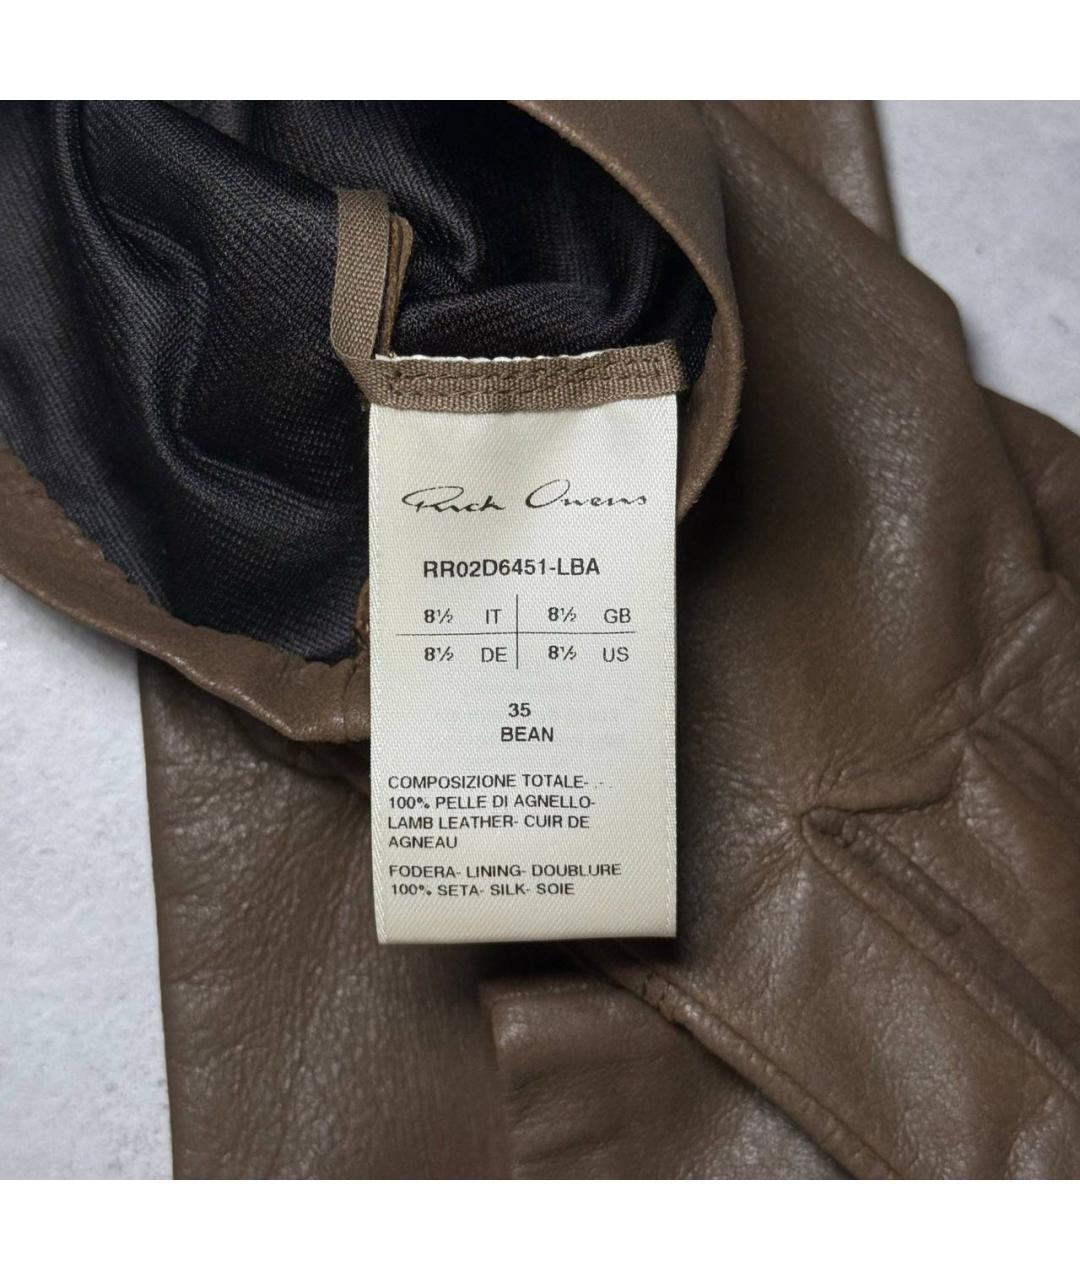 Rick Owens
RR02D6451-LBA
8½ IT 8½ GB
8½ DE 8½ US
35
BEAN
COMPOSIZIONE TOTALE-
100% PELLE DI AGNELLO-
LAMB LEATHER- CUIR DE
AGNEAU
FODERA- LINING- DOUBLURE
100% SETA- SILK- SOIE